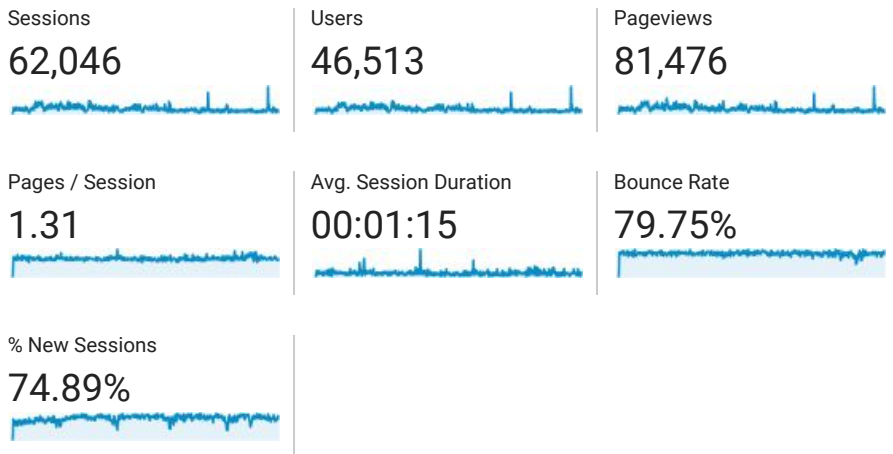 Sessions
62,046
Users
46,513
Pageviews
81,476
Pages / Session
1.31
Avg. Session Duration
00:01:15
Bounce Rate
79.75%
% New Sessions
74.89%